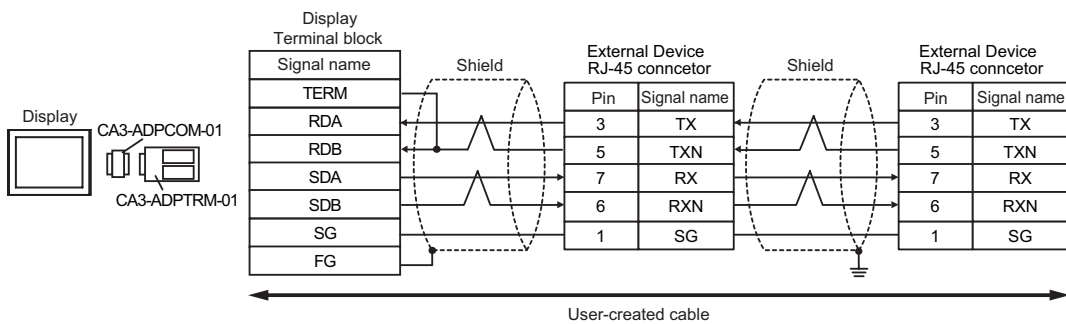 Display
CA3-ADPCOM-01
CA3-ADPTRM-01
Display
Terminal block
Signal name
TERM
RDA
RDB
SDA
SDB
SG
FG
Shield
External Device
RJ-45 conncetor
Pin Signal name
3 TX
5 TXN
7 RX
6 RXN
1 SG
Shield
External Device
RJ-45 conncetor
Pin Signal name
3 TX
5 TXN
7 RX
6 RXN
1 SG
User-created cable